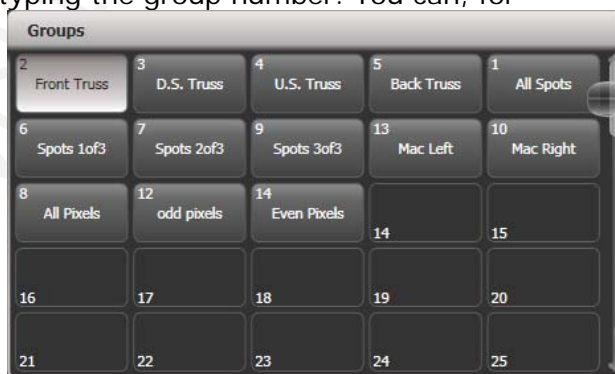 typing the group number! You can, for
Groups
2 3 4 5 1
Front Truss D.S. Truss U.S. Truss Back Truss All Spots
6 7 9 13 10
Spots 1of3 Spots 2of3 Spots 3of3 Mac Left Mac Right
8 12 14
All Pixels odd pixels Even Pixels
14 15
16 17 18 19 20
21 22 23 24 25